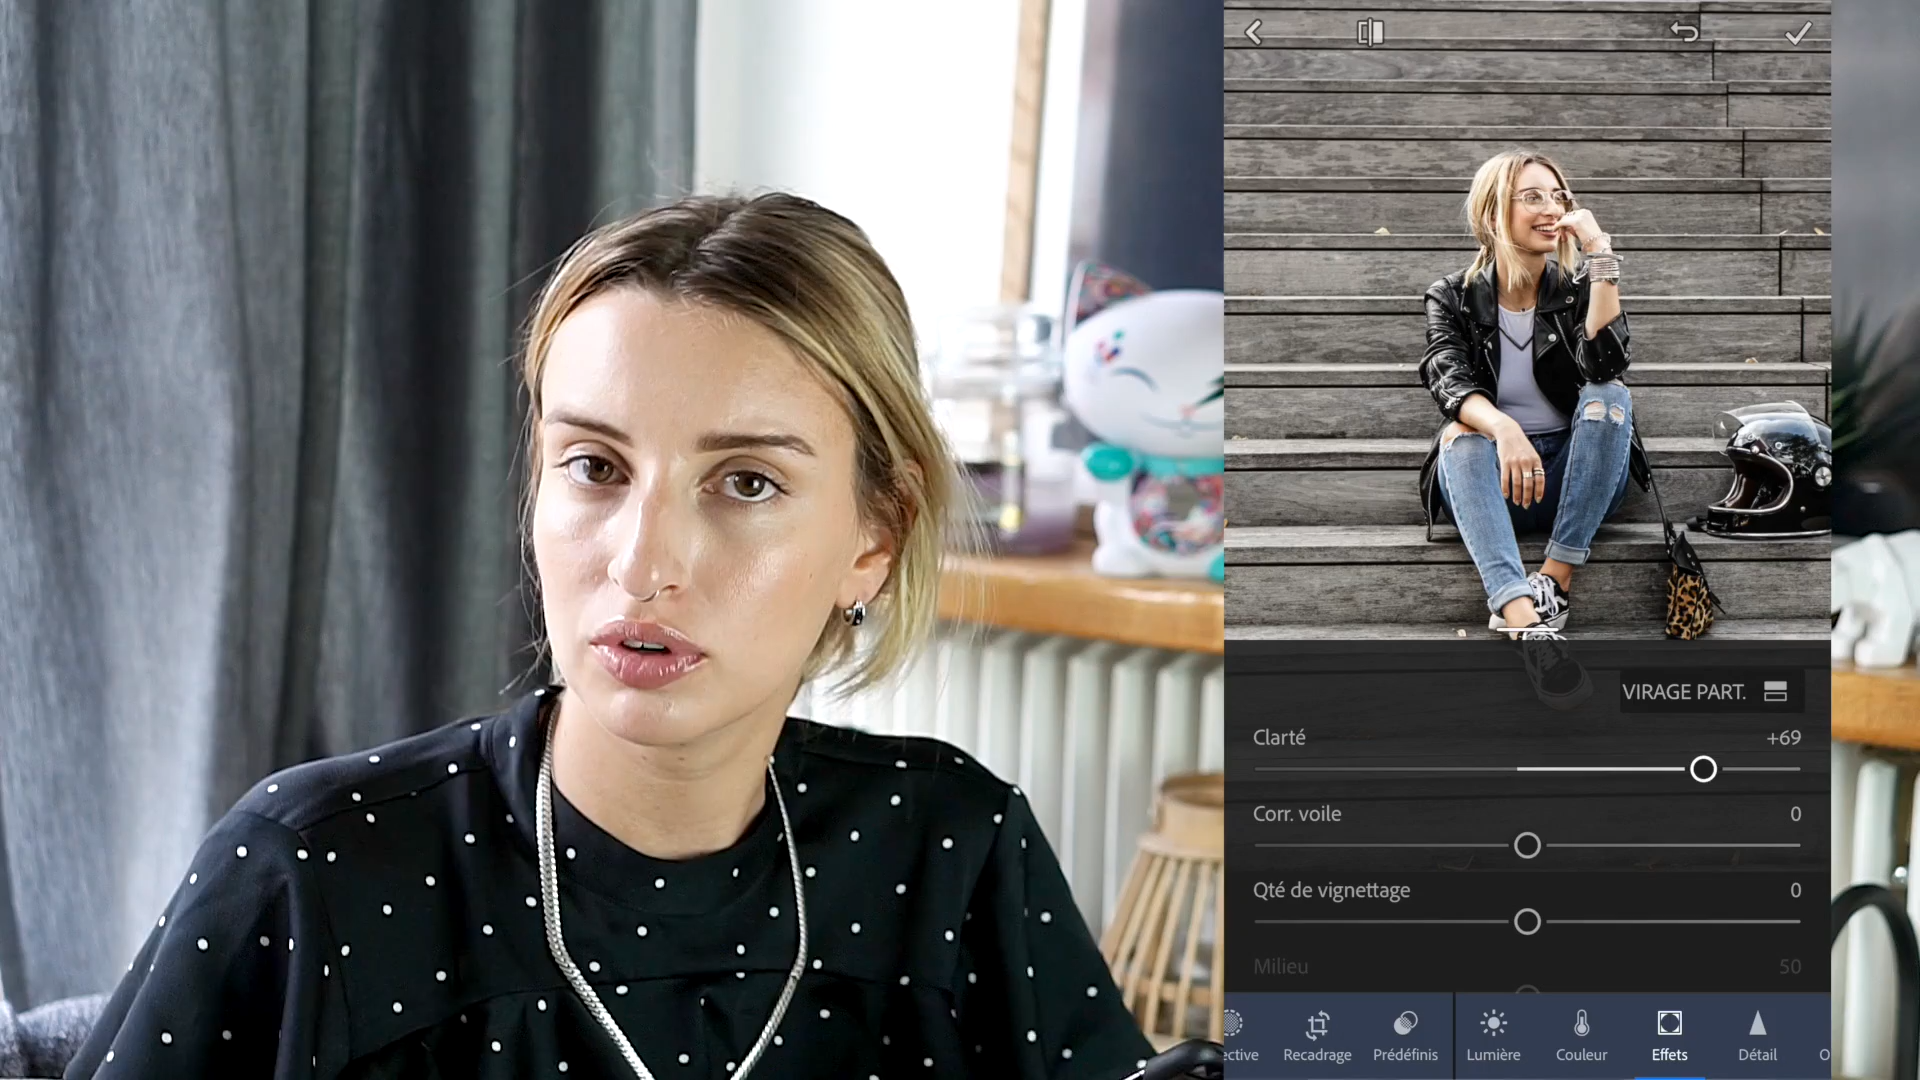 VIRAGE PART.
Clarté +69
Corr. voile 0
Qté de vignettage 0
Milieu 50
ective Recadrage Prédéfinis Lumière Couleur Effets Détail O